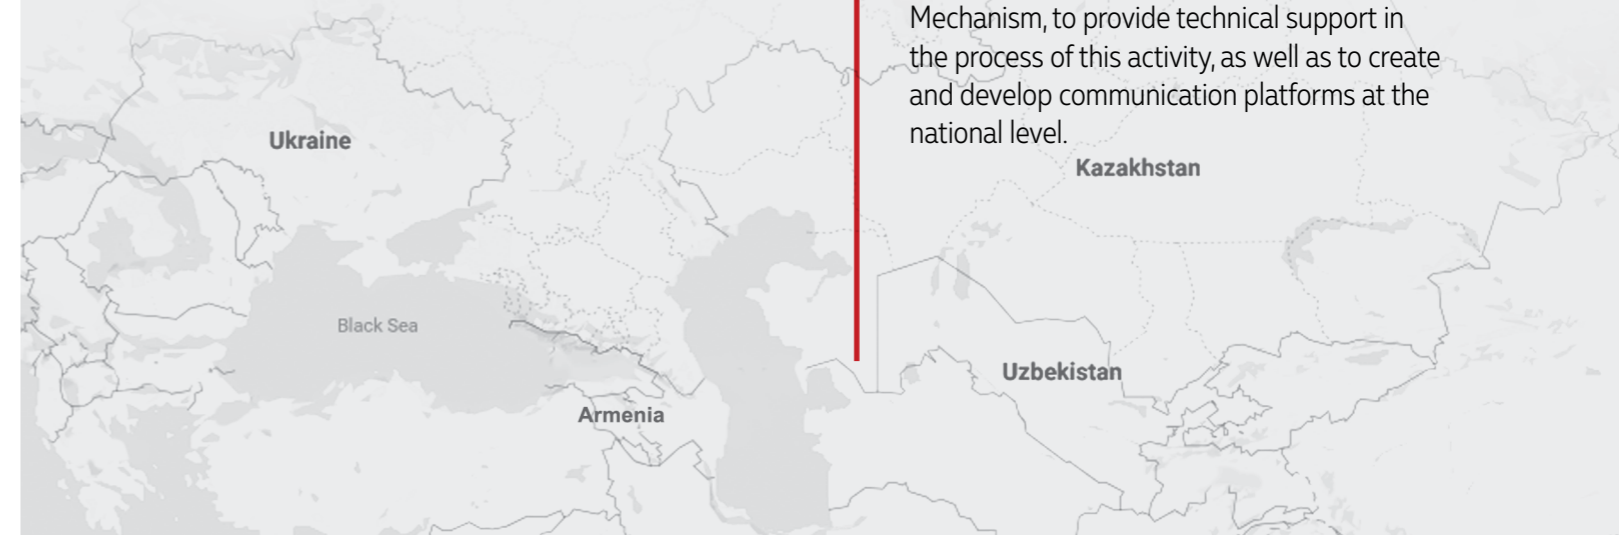 Mechanism, to provide technical support in
the process of this activity, as well as to create
and develop communication platforms at the
national level.
Ukraine
Kazakhstan
Black Sea
Uzbekistan
Armenia